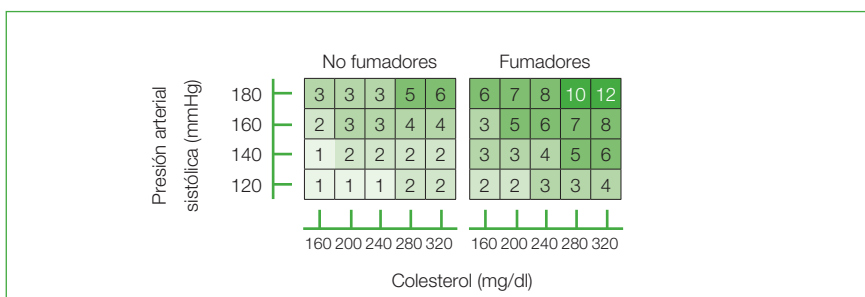 No fumadores Fumadores
Presión arterial
sistólica (mmHg)
180 3 3 3 5 6 6 7 8 10 12
160 2 3 3 4 4 3 5 6 7 8
140 1 2 2 2 2 3 3 4 5 6
120 1 1 1 2 2 2 2 3 3 4
160 200 240 280 320 160 200 240 280 320
Colesterol (mg/dl)